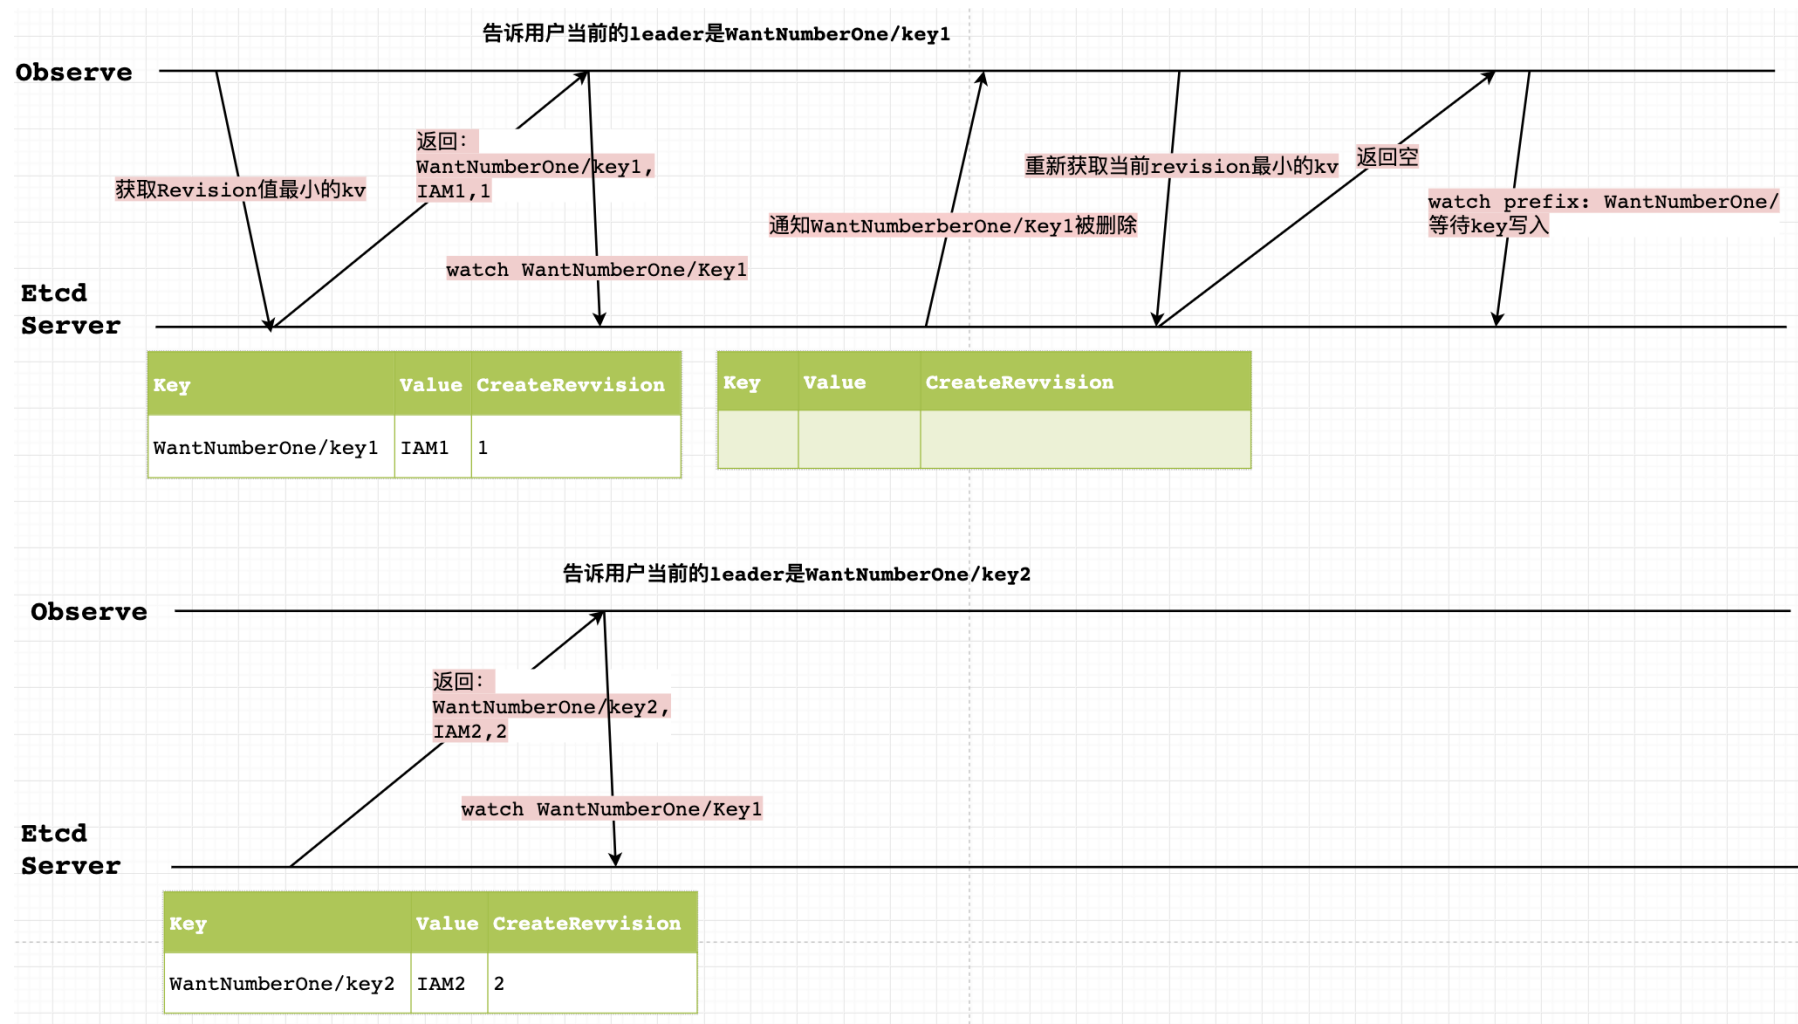 告诉用户当前的leader是WantNumberOne/key1
Observe
返回：
WantNumberOne/key1,
IAM1,1
获取Revision值最小的kv
重新获取当前revision最小的kv
返回空
watch prefix: WantNumberOne/
等待key写入
通知WantNumberberOne/Key1被删除
watch WantNumberOne/Key1
Etcd
Server
Key Value CreateRevvision
WantNumberOne/key1 IAM1 1
Key Value CreateRevvision
告诉用户当前的leader是WantNumberOne/key2
Observe
返回：
WantNumberOne/key2,
IAM2,2
watch WantNumberOne/Key1
Etcd
Server
Key Value CreateRevvision
WantNumberOne/key2 IAM2 2